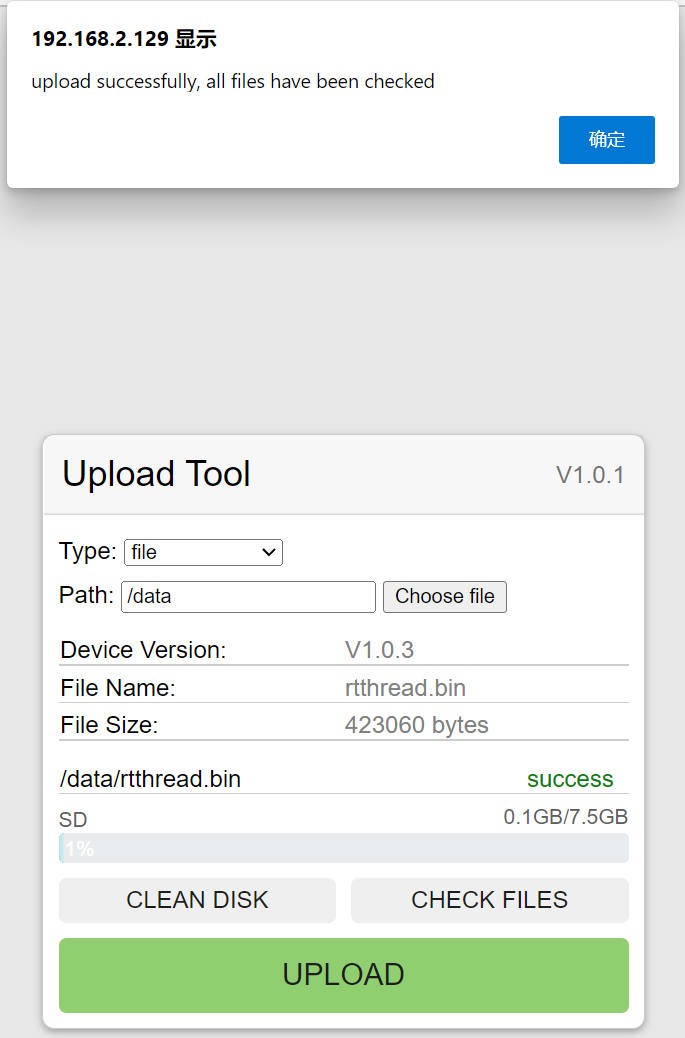 192.168.2.129 显示
upload successfully, all files have been checked
确定
Upload Tool V1.0.1
Type: file
Path: /data Choose file
Device Version: V1.0.3
File Name: rtthread.bin
File Size: 423060 bytes
/data/rtthread.bin success
SD 0.1GB/7.5GB
1%
CLEAN DISK CHECK FILES
UPLOAD